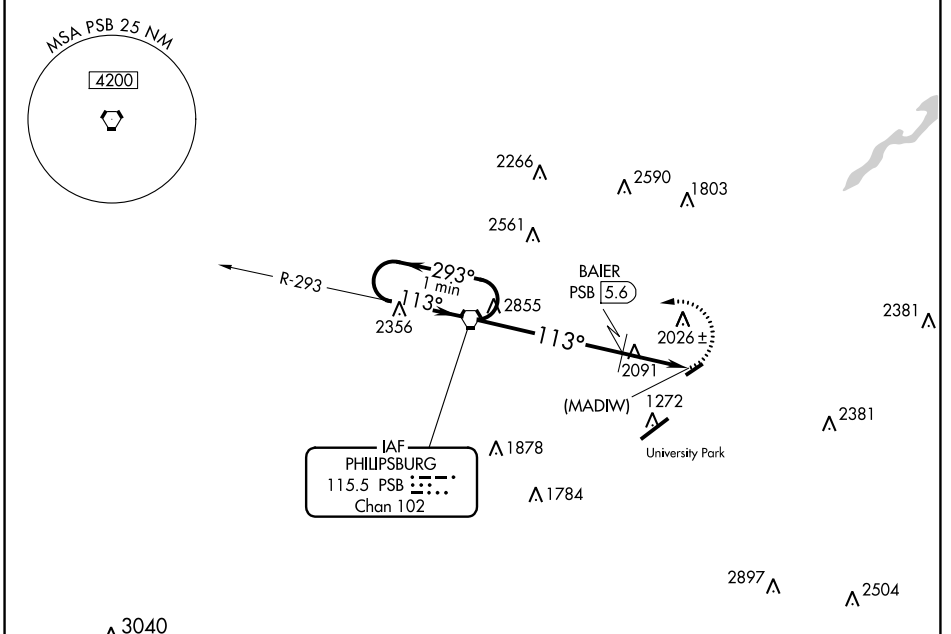 MSA PSB 25 NM
4200
2266
2590
1803
2561
R-293
293°
1 min
113°
2855
2356
BAIER
PSB 5.6
2381
2026 ±
113°
2091
(MADIW)
1272
2381
University Park
IAF
PHILIPSBURG
115.5 PSB
Chan 102
1878
1784
2897
2504
3040